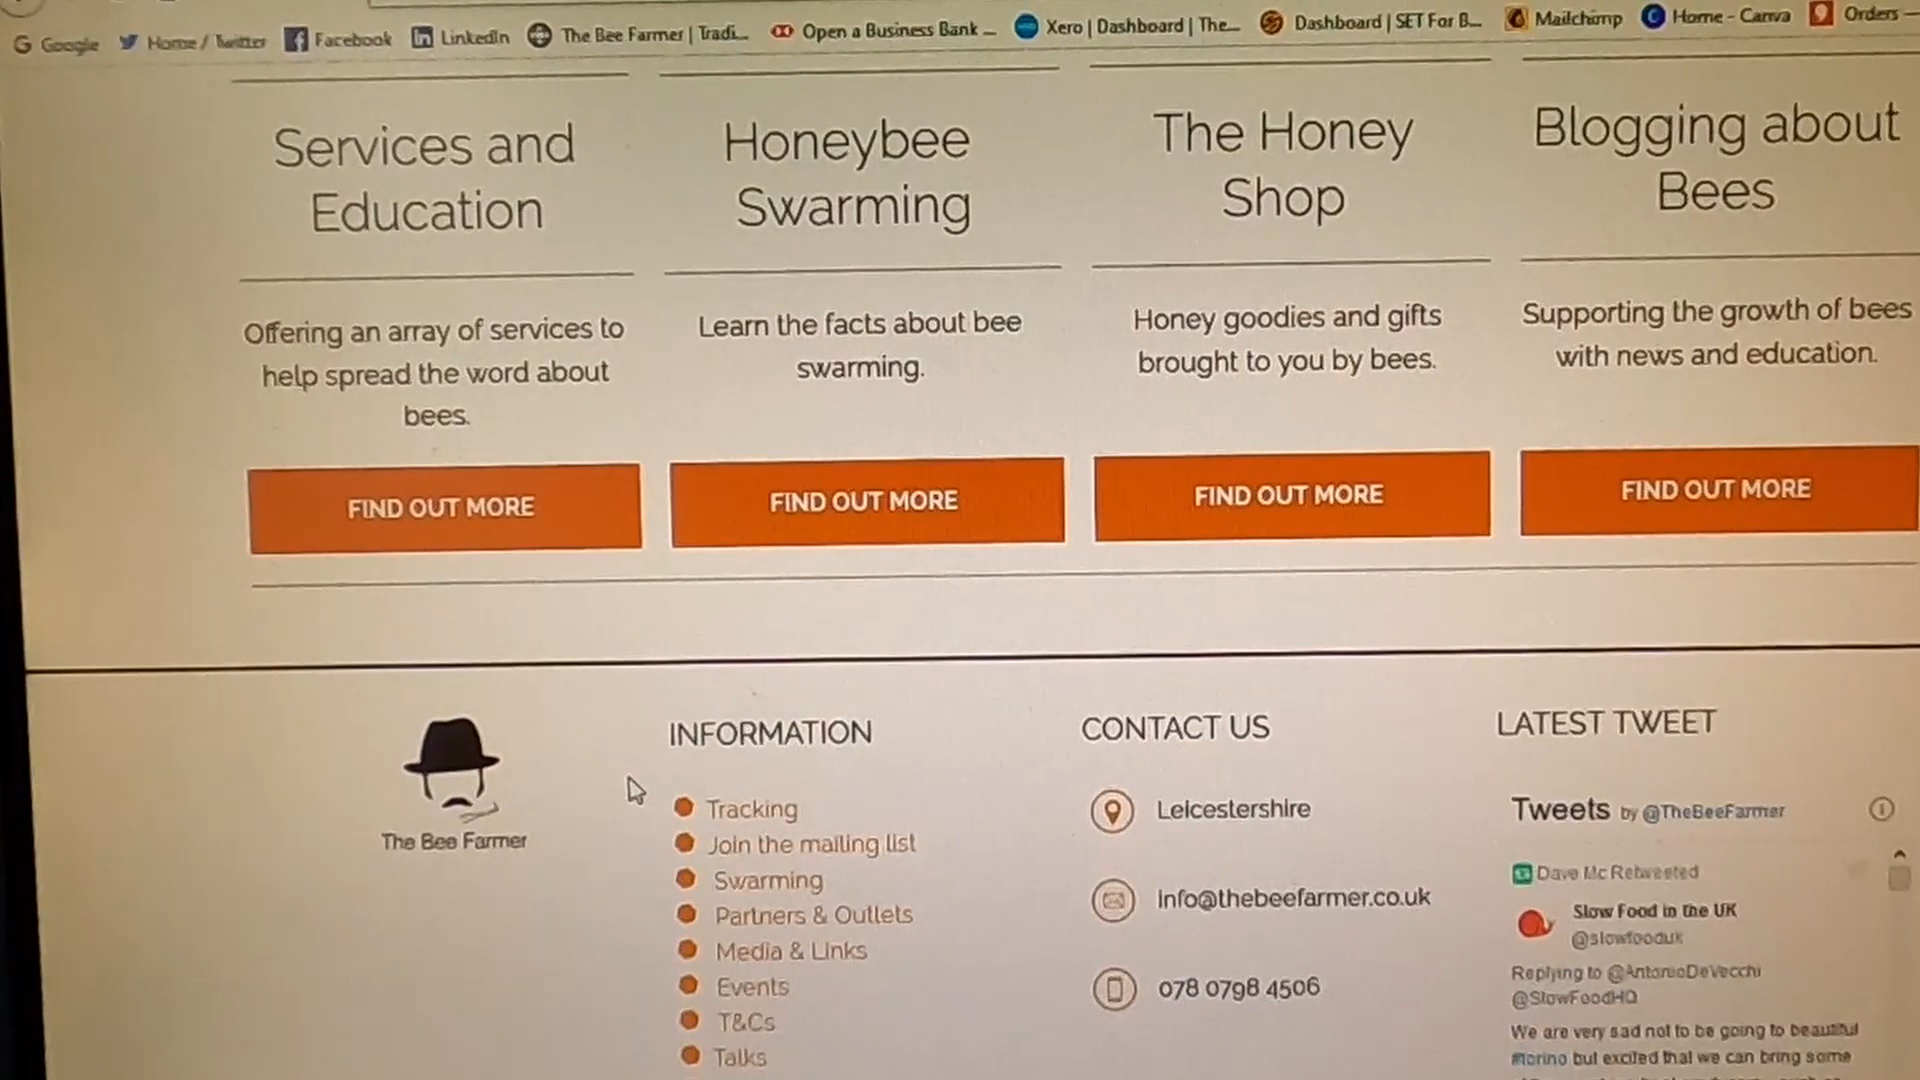 Google Home / Twitter Facebook LinkedIn The Bee Farmer | Tradi... Open a Business Bank ... Xero | Dashboard | The... Dashboard | SET For B... Mailchimp Home - Canva Orders —
Services and
Education
Offering an array of services to
help spread the word about
bees.
FIND OUT MORE
Honeybee
Swarming
Learn the facts about bee
swarming.
FIND OUT MORE
The Honey
Shop
Honey goodies and gifts
brought to you by bees.
FIND OUT MORE
Blogging about
Bees
Supporting the growth of bees
with news and education.
FIND OUT MORE
The Bee Farmer
INFORMATION
Tracking
Join the mailing list
Swarming
Partners & Outlets
Media & Links
Events
T&Cs
Talks
CONTACT US
Leicestershire
Info@thebeefarmer.co.uk
078 0798 4506
LATEST TWEET
Tweets by @TheBeeFarmer
Dave Mc Retweeted
Slow Food in the UK
@slowfooduk
Replying to @AntonioDeVecchi
@SlowFoodHQ
We are very sad not to be going to beautiful
#torino but excited that we can bring some